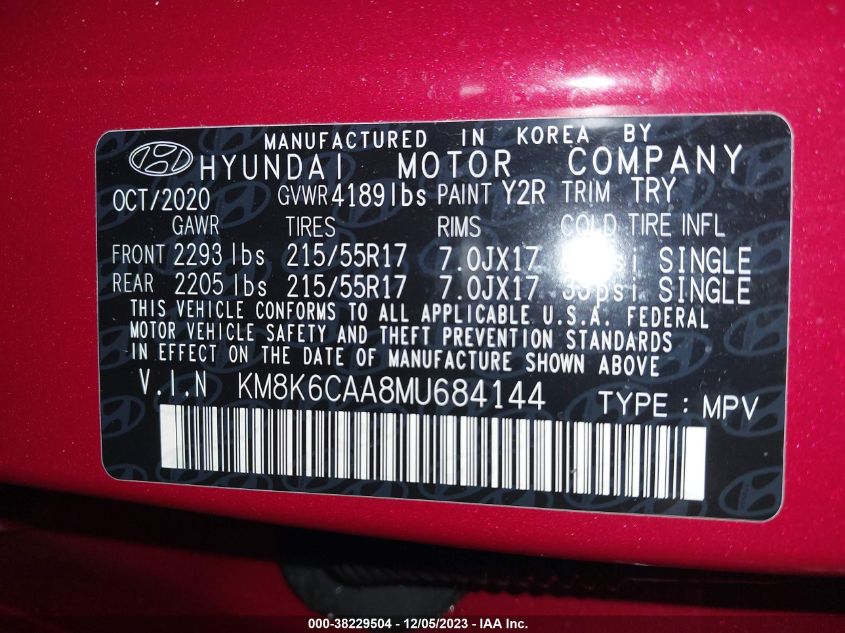 MANUFACTURED IN KOREA BY
HYUNDAI MOTOR COMPANY
OCT/2020 GVWR 4189lbs PAINT Y2R TRIM TRY
GAWR TIRES RIMS COLD TIRE INFL
FRONT 2293 lbs 215/55R17 7.0JX17 psi SINGLE
REAR 2205 lbs 215/55R17 7.0JX17 33psi SINGLE
THIS VEHICLE CONFORMS TO ALL APPLICABLE U.S.A. FEDERAL
MOTOR VEHICLE SAFETY AND THEFT PREVENTION STANDARDS
IN EFFECT ON THE DATE OF MANUFACTURE SHOWN ABOVE
V.I.N KM8K6CAA8MU684144 TYPE : MPV
000-38229504 - 12/05/2023 - IAA Inc.